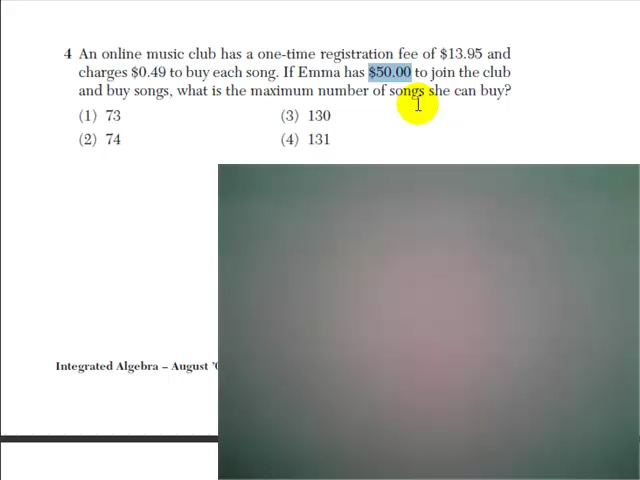 4 An online music club has a one-time registration fee of $13.95 and
charges $0.49 to buy each song. If Emma has $50.00 to join the club
and buy songs, what is the maximum number of songs she can buy?
(1) 73 (3) 130
(2) 74 (4) 131
Integrated Algebra – August